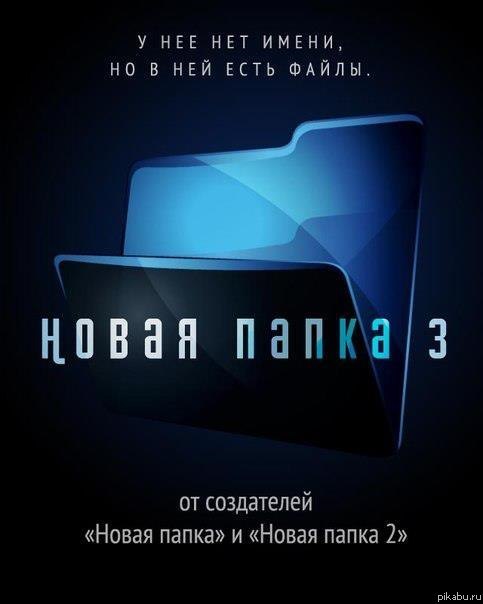 У НЕЕ НЕТ ИМЕНИ,
НО В НЕЙ ЕСТЬ ФАЙЛЫ.
НОВАЯ ПАПКА 3
от создателей
«Новая папка» и «Новая папка 2»
pikabu.ru